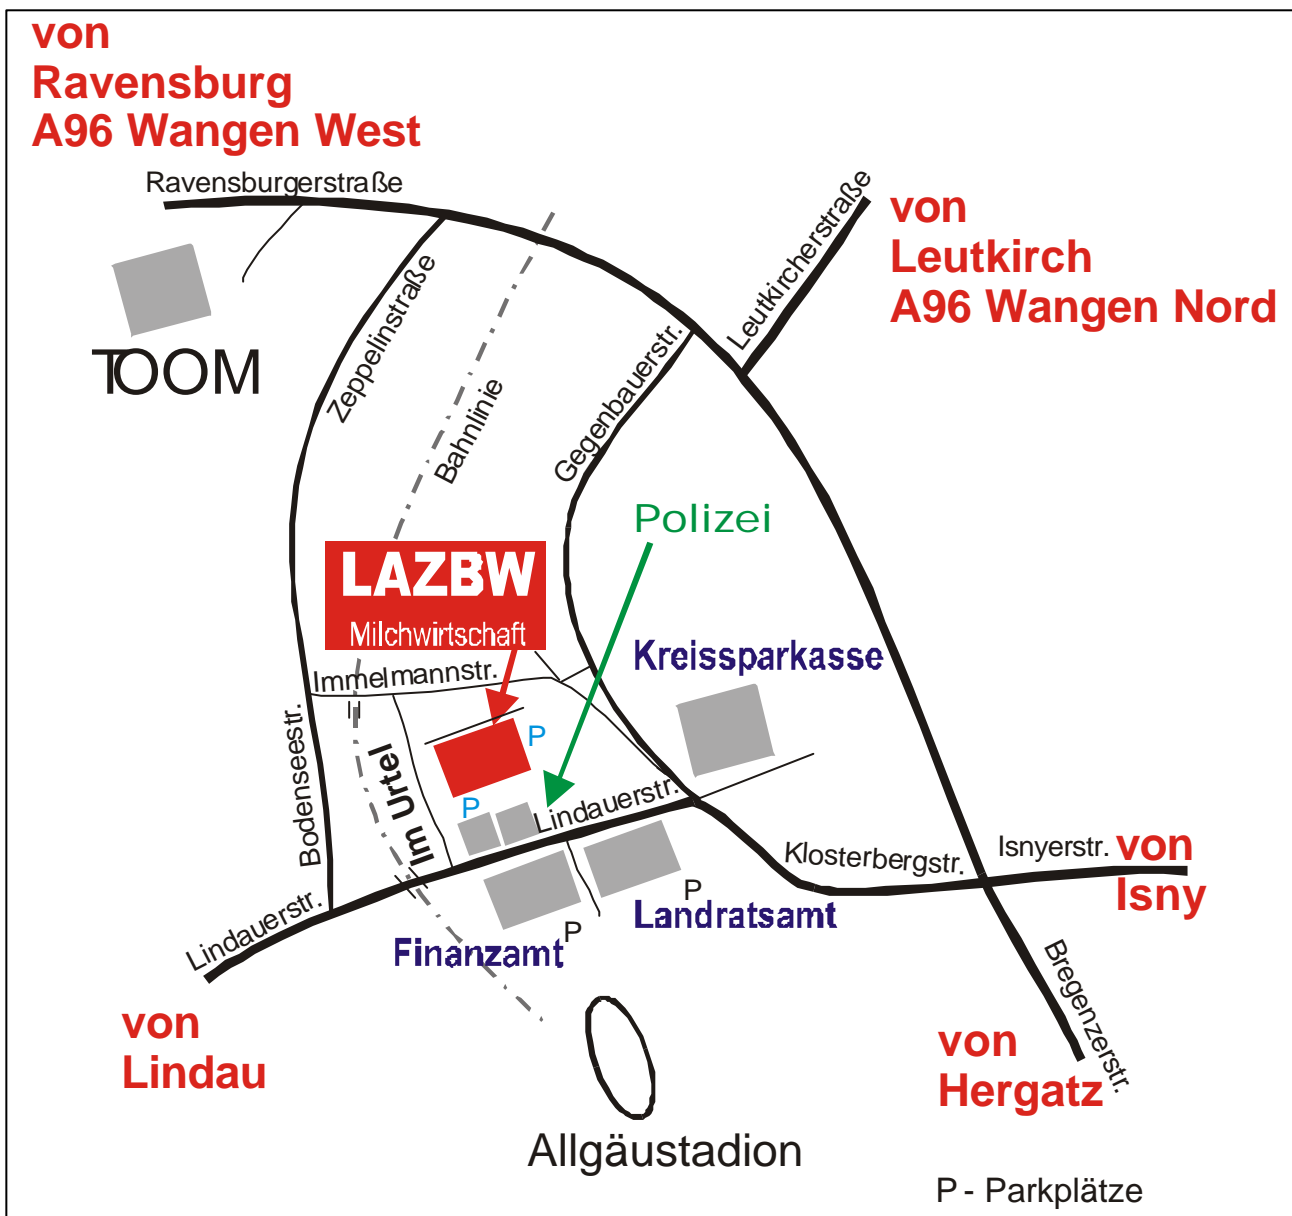 von
Ravensburg
A96 Wangen West
Ravensburgerstraße
von
Leutkirch
A96 Wangen Nord
Leutkircherstraße
TOOM
Zeppelinstraße
Bahnlinie
Gegenbauerstr.
Polizei
LAZBW
Milchwirtschaft
Kreissparkasse
Immelmannstr.
Bodenseestr.
Im Urtel
P
P
Lindauerstr.
Klosterbergstr.
Isnyerstr.
von
Isny
Lindauerstr.
Finanzamt
P
P
Landratsamt
Bregenzerstr.
von
Lindau
von
Hergatz
Allgäustadion
P - Parkplätze